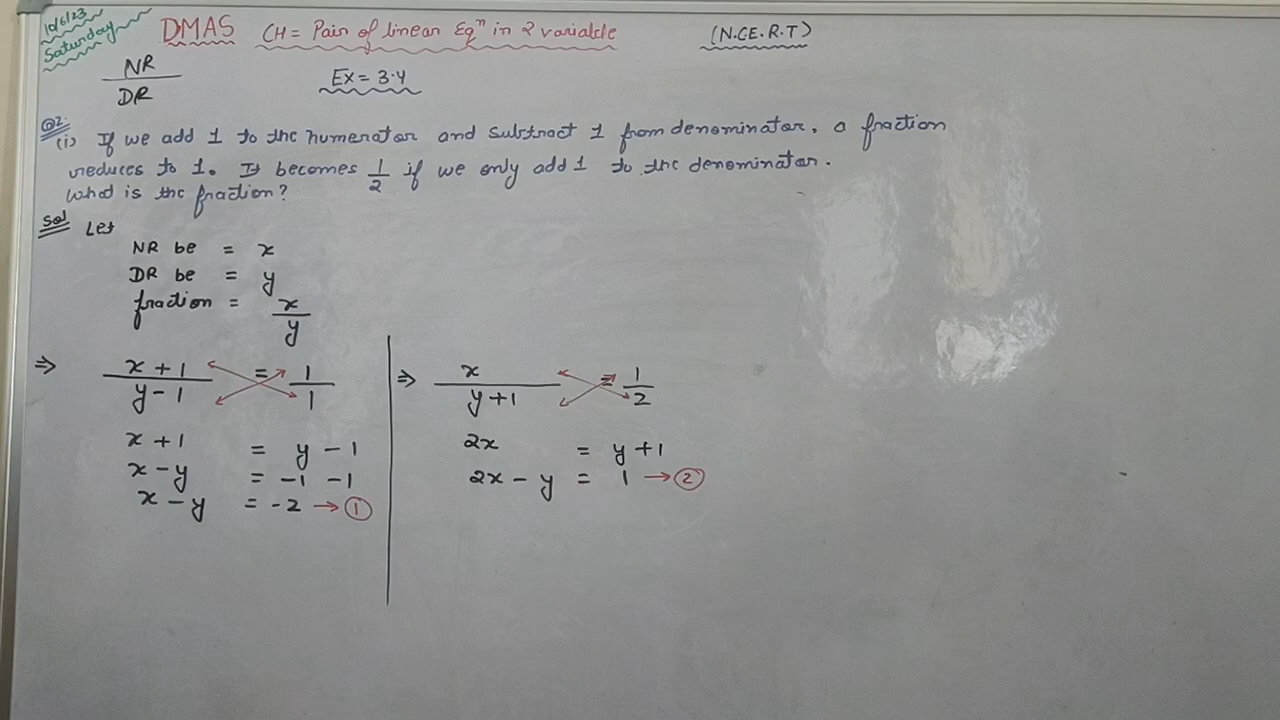 10/6/23
Saturday
DMAS CH = Pair of linear Eqⁿ in 2 variable (N.CE.R.T)
NR
DR
Ex = 3.4
Q2.
(i) If we add 1 to the numerator and subtract 1 from denominator, a fraction
reduces to 1. It becomes 1/2 if we only add 1 to the denominator.
What is the fraction?
Sol Let
NR be = x
DR be = y
fraction = x/y
⇒ (x + 1)/(y - 1) = 1/1
x + 1 = y - 1
x - y = -1 -1
x - y = -2 → ①
⇒ x/(y + 1) = 1/2
2x = y + 1
2x - y = 1 → ②